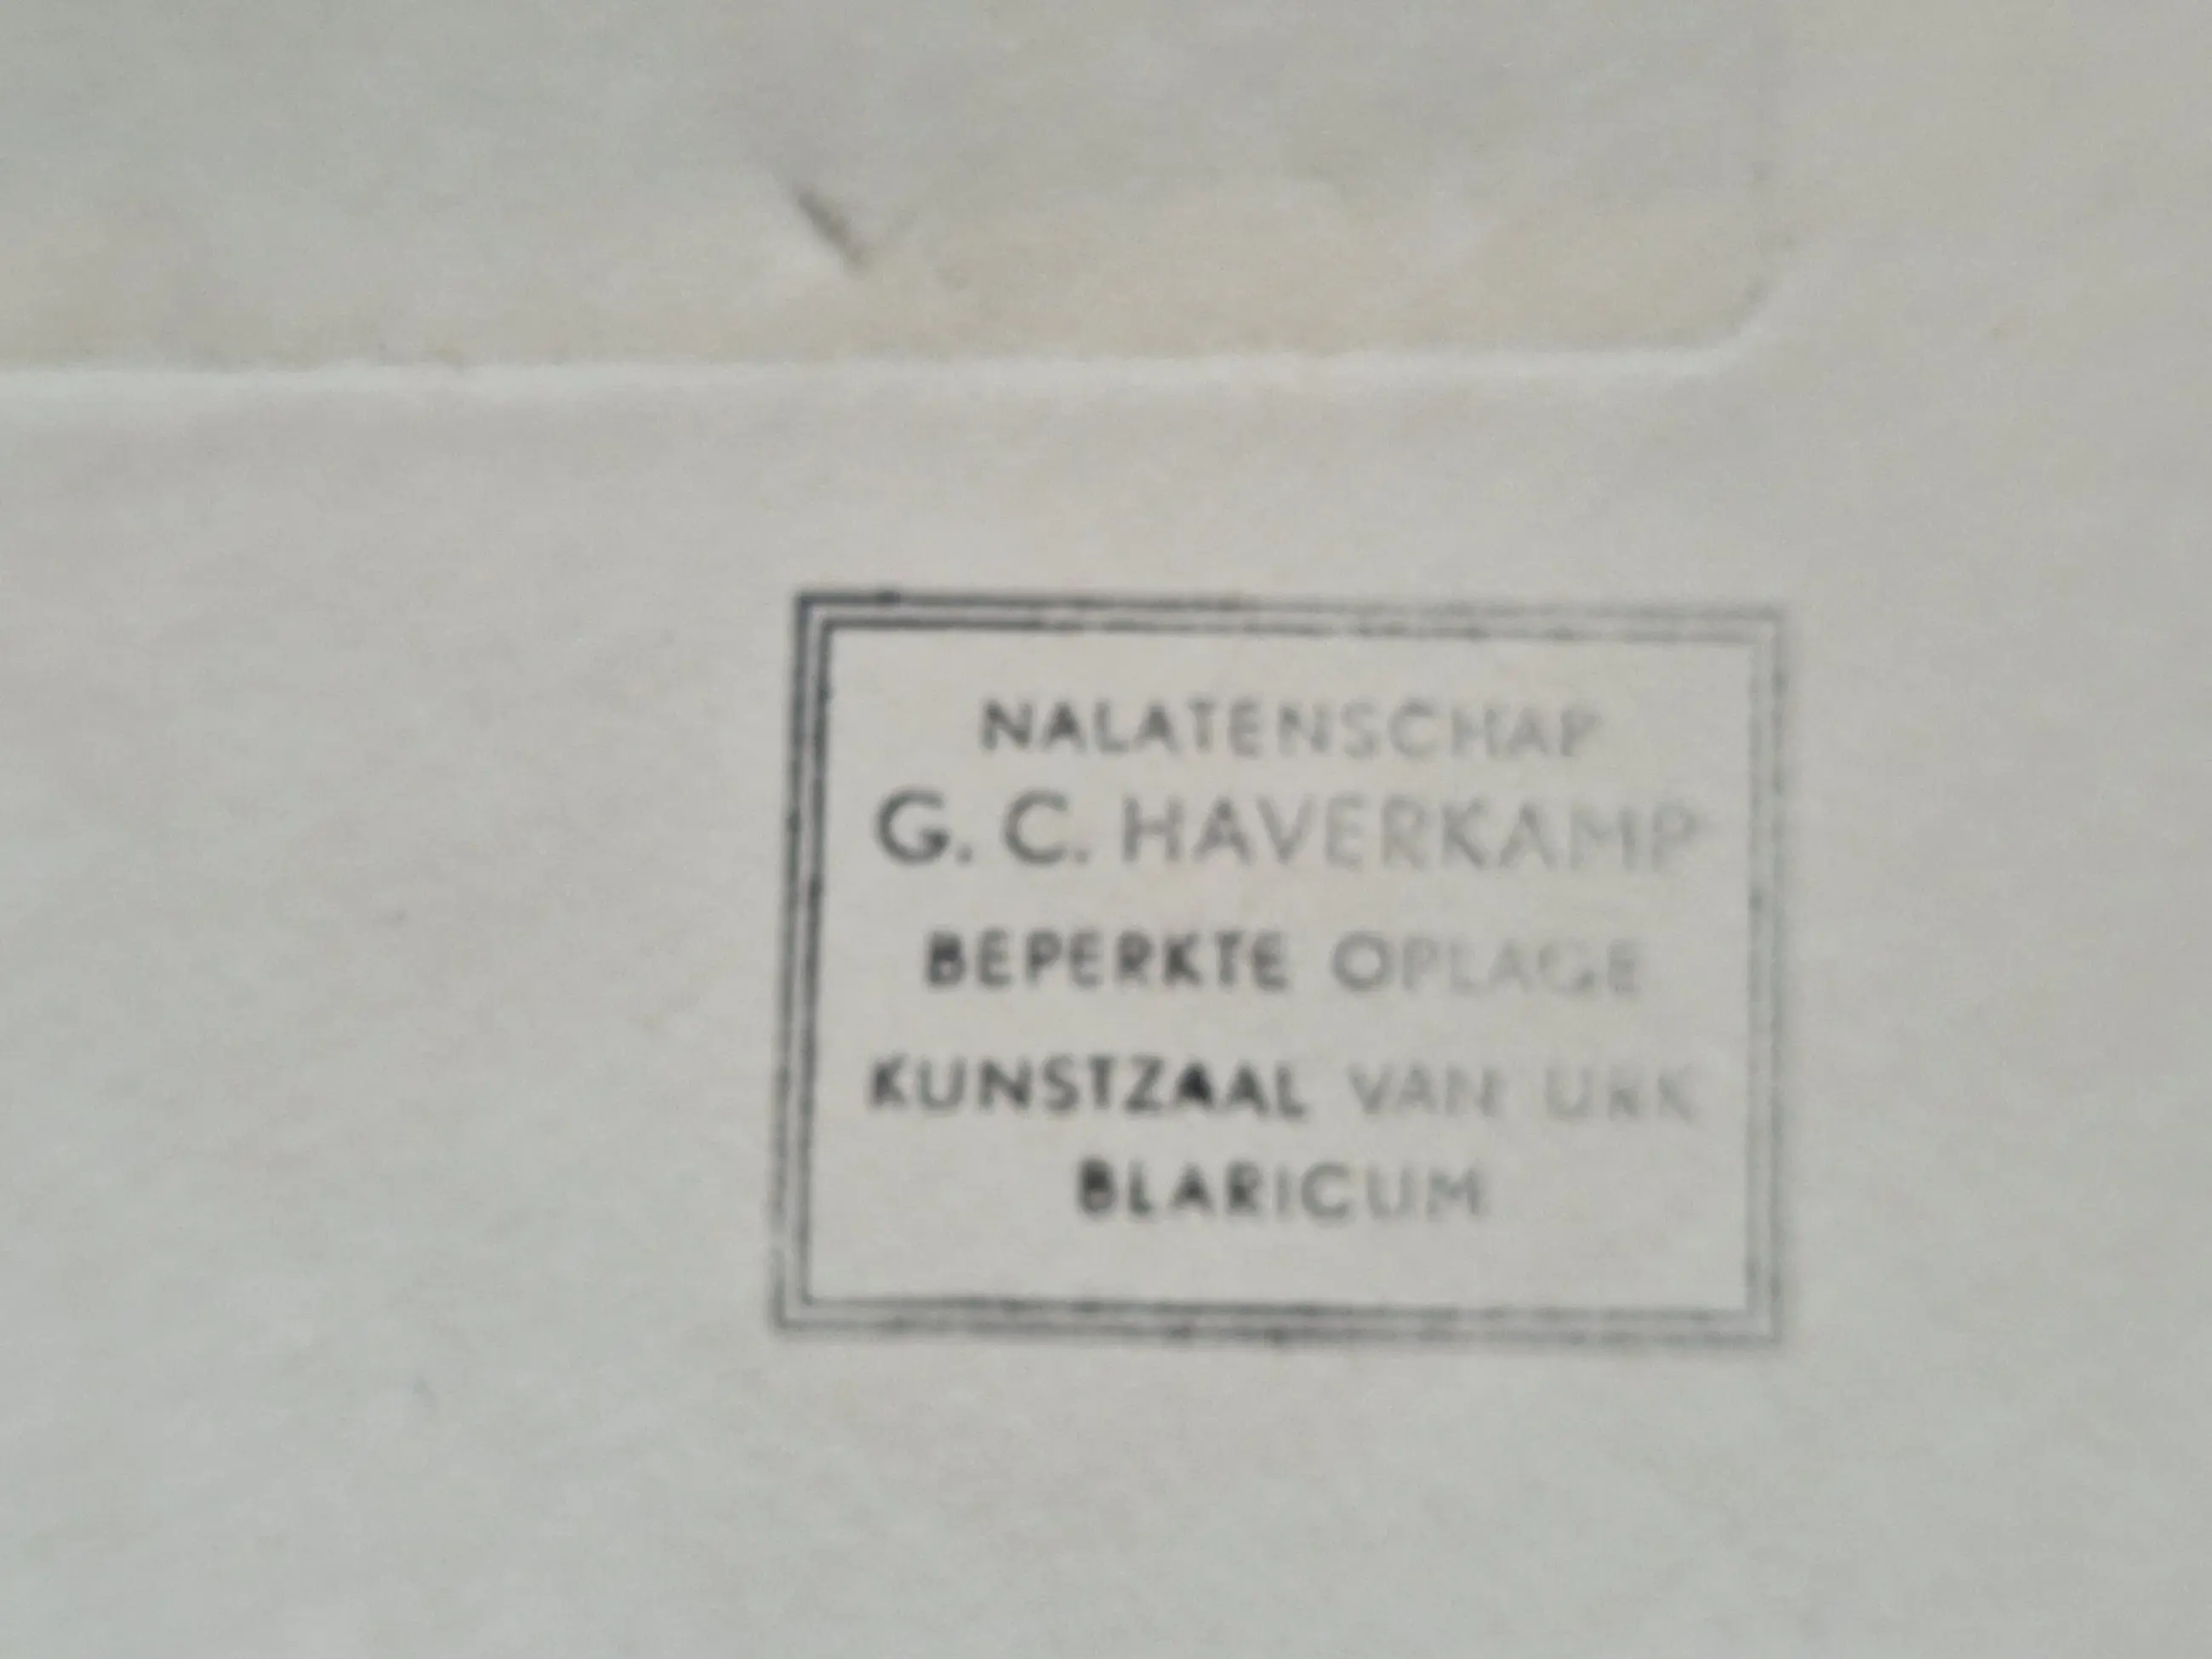 NALATENSCHAP
G. C. HAVERKAMP
BEPERKTE OPLAGE
KUNSTZAAL VAN URK
BLARICUM